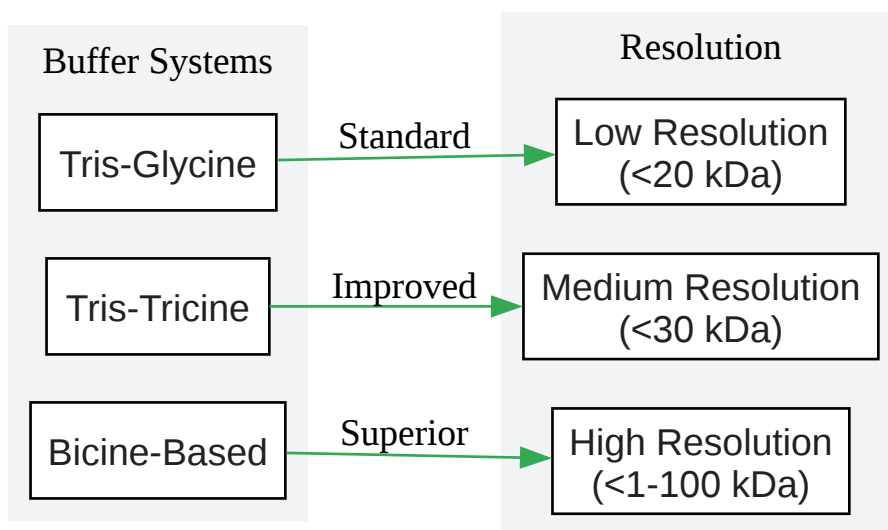 Buffer Systems
Resolution
Tris-Glycine
Standard
Low Resolution
(<20 kDa)
Tris-Tricine
Improved
Medium Resolution
(<30 kDa)
Bicine-Based
Superior
High Resolution
(<1-100 kDa)